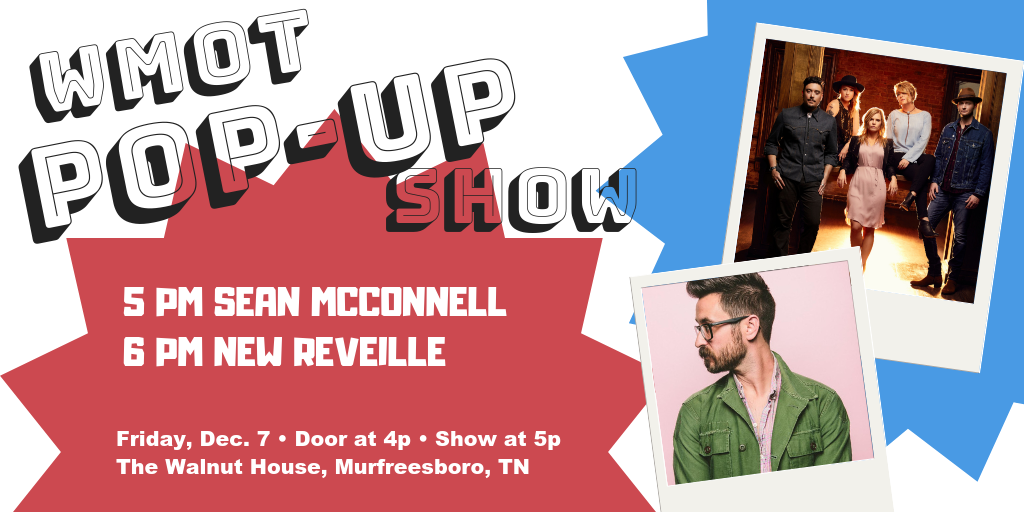 WMOT
POP-UP
SHOW
5 PM SEAN MCCONNELL
6 PM NEW REVEILLE
Friday, Dec. 7 • Door at 4p • Show at 5p
The Walnut House, Murfreesboro, TN